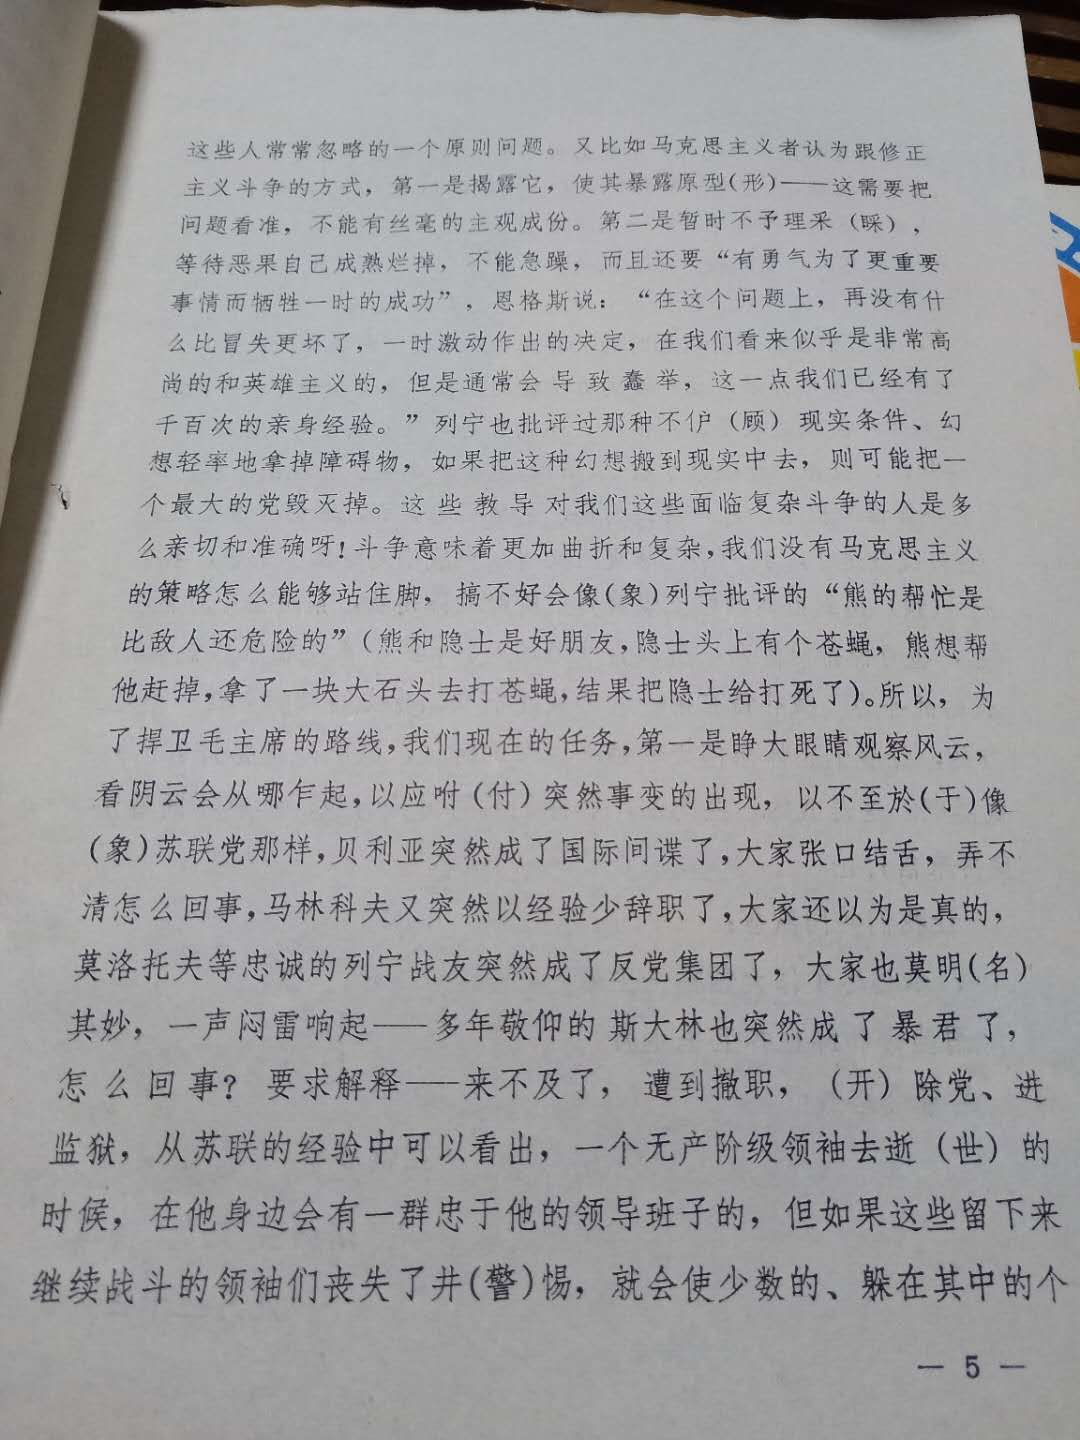 这些人常常忽略的一个原则问题。又比如马克思主义者认为跟修正
主义斗争的方式，第一是揭露它，使其暴露原型(形)——这需要把
问题看准，不能有丝毫的主观成份。第二是暂时不予理采（睬），
等待恶果自己成熟烂掉，不能急躁，而且还要“有勇气为了更重要
事情而牺牲一时的成功”，恩格斯说：“在这个问题上，再没有什
么比冒失更坏了，一时激动作出的决定，在我们看来似乎是非常高
尚的和英雄主义的，但是通常会导致蠢举，这一点我们已经有了
千百次的亲身经验。”列宁也批评过那种不（顾）现实条件、幻
想轻率地拿掉障碍物，如果把这种幻想搬到现实中去，则可能把一
个最大的党毁灭掉。这些教导对我们这些面临复杂斗争的人是多
么亲切和准确呀！斗争意味着更加曲折和复杂，我们没有马克思主义
的策略怎么能够站住脚，搞不好会像(象)列宁批评的“熊的帮忙是
比敌人还危险的”（熊和隐士是好朋友，隐士头上有个苍蝇，熊想帮
他赶掉，拿了一块大石头去打苍蝇，结果把隐士给打死了)。所以，为
了捍卫毛主席的路线，我们现在的任务，第一是睁大眼睛观察风云，
看阴云会从哪乍起，以应咐(付)突然事变的出现，以不至於(于)像
(象)苏联党那样，贝利亚突然成了国际间谍了，大家张口结舌，弄不
清怎么回事，马林科夫又突然以经验少辞职了，大家还以为是真的，
莫洛托夫等忠诚的列宁战友突然成了反党集团了，大家也莫明(名)
其妙，一声闷雷响起——多年敬仰的斯大林也突然成了暴君了，
怎么回事？要求解释——来不及了，遭到撤职，（开）除党、进
监狱，从苏联的经验中可以看出，一个无产阶级领袖去逝（世）的
时候，在他身边会有一群忠于他的领导班子的，但如果这些留下来
继续战斗的领袖们丧失了井(警)惕，就会使少数的、躲在其中的个
— 5 —